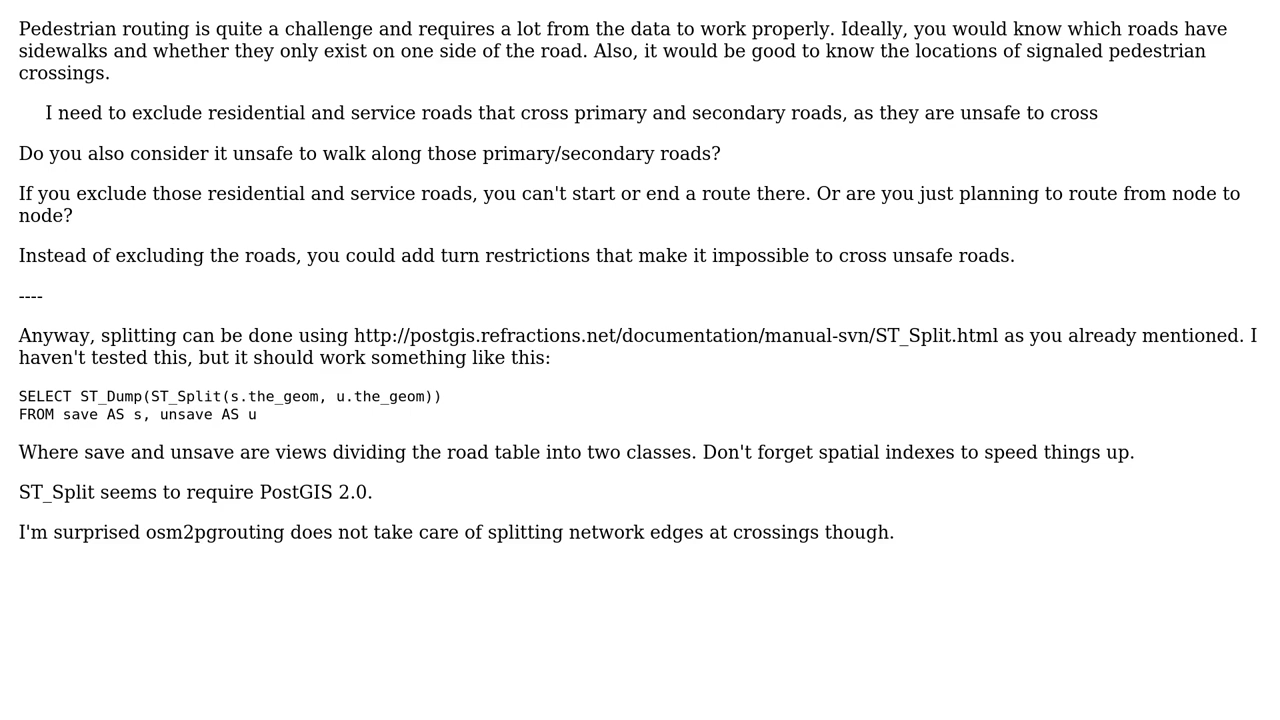 Pedestrian routing is quite a challenge and requires a lot from the data to work properly. Ideally, you would know which roads have
sidewalks and whether they only exist on one side of the road. Also, it would be good to know the locations of signaled pedestrian
crossings.
I need to exclude residential and service roads that cross primary and secondary roads, as they are unsafe to cross
Do you also consider it unsafe to walk along those primary/secondary roads?
If you exclude those residential and service roads, you can't start or end a route there. Or are you just planning to route from node to
node?
Instead of excluding the roads, you could add turn restrictions that make it impossible to cross unsafe roads.
----
Anyway, splitting can be done using http://postgis.refractions.net/documentation/manual-svn/ST_Split.html as you already mentioned. I
haven't tested this, but it should work something like this:
SELECT ST_Dump(ST_Split(s.the_geom, u.the_geom))
FROM save AS s, unsave AS u
Where save and unsave are views dividing the road table into two classes. Don't forget spatial indexes to speed things up.
ST_Split seems to require PostGIS 2.0.
I'm surprised osm2pgrouting does not take care of splitting network edges at crossings though.